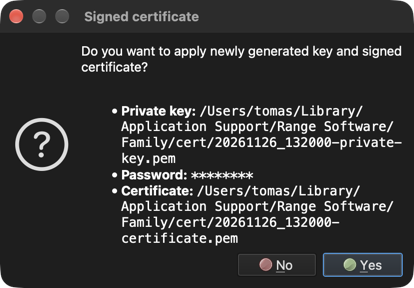 Signed certificate
Do you want to apply newly generated key and signed
certificate?
• Private key: /Users/tomas/Library/
Application Support/Range Software/
Family/cert/20261126_132000-private-
key.pem
• Password: ********
• Certificate: /Users/tomas/Library/
Application Support/Range Software/
Family/cert/20261126_132000-
certificate.pem
No
Yes